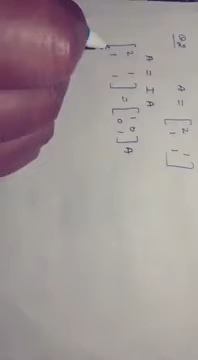 Q2 A = [2 1
1 1]
A = I A
[2 1
1 1] = [1 0
0 1] A